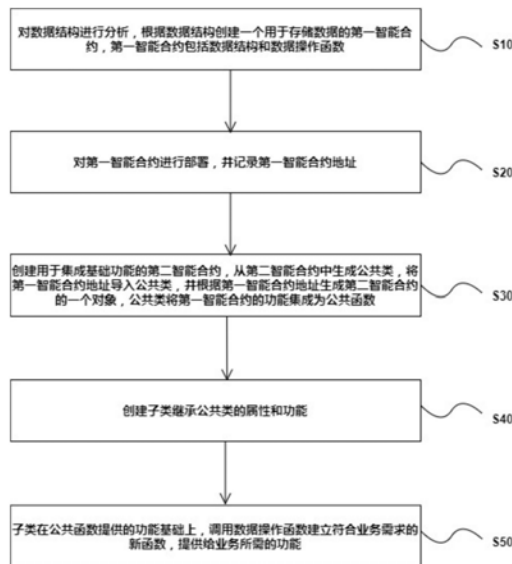 对数据结构进行分析，根据数据结构创建一个用于存储数据的第一智能合
约，第一智能合约包括数据结构和数据操作函数
S10
对第一智能合约进行部署，并记录第一智能合约地址
S20
创建用于集成基础功能的第二智能合约，从第二智能合约中生成公共类，将
第一智能合约地址导入公共类，并根据第一智能合约地址生成第二智能合约
的一个对象，公共类将第一智能合约的功能集成为公共函数
S30
创建子类继承公共类的属性和功能
S40
子类在公共函数提供的功能基础上，调用数据操作函数建立符合业务需求的
新函数，提供给业务所需的功能
S50